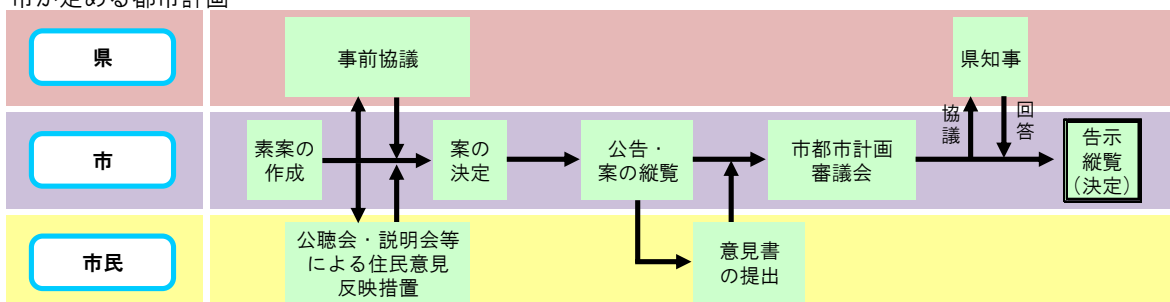 市が定める都市計画
県
事前協議
県知事
協議
回答
市
素案の
作成
案の
決定
公告・
案の縦覧
市都市計画
審議会
告示
縦覧
(決定)
市民
公聴会・説明会等
による住民意見
反映措置
意見書
の提出